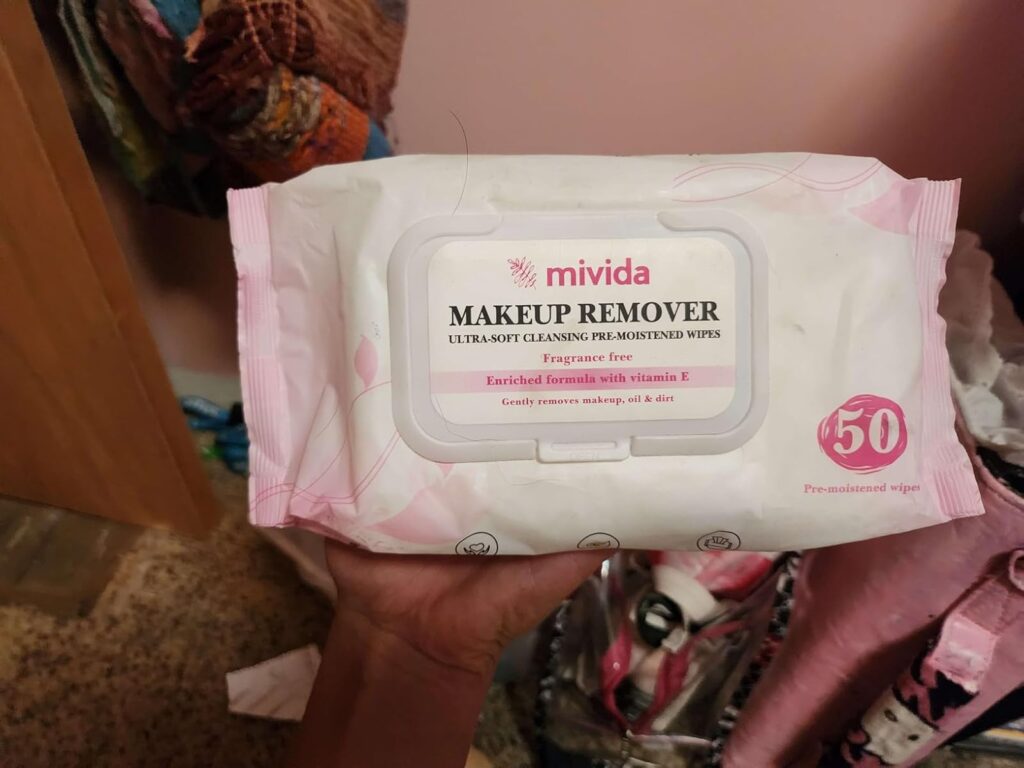 mivida
MAKEUP REMOVER
ULTRA-SOFT CLEANSING PRE-MOISTENED WIPES
Fragrance free
Enriched formula with vitamin E
Gently removes makeup, oil & dirt
OPEN
50
Pre-moistened wipes